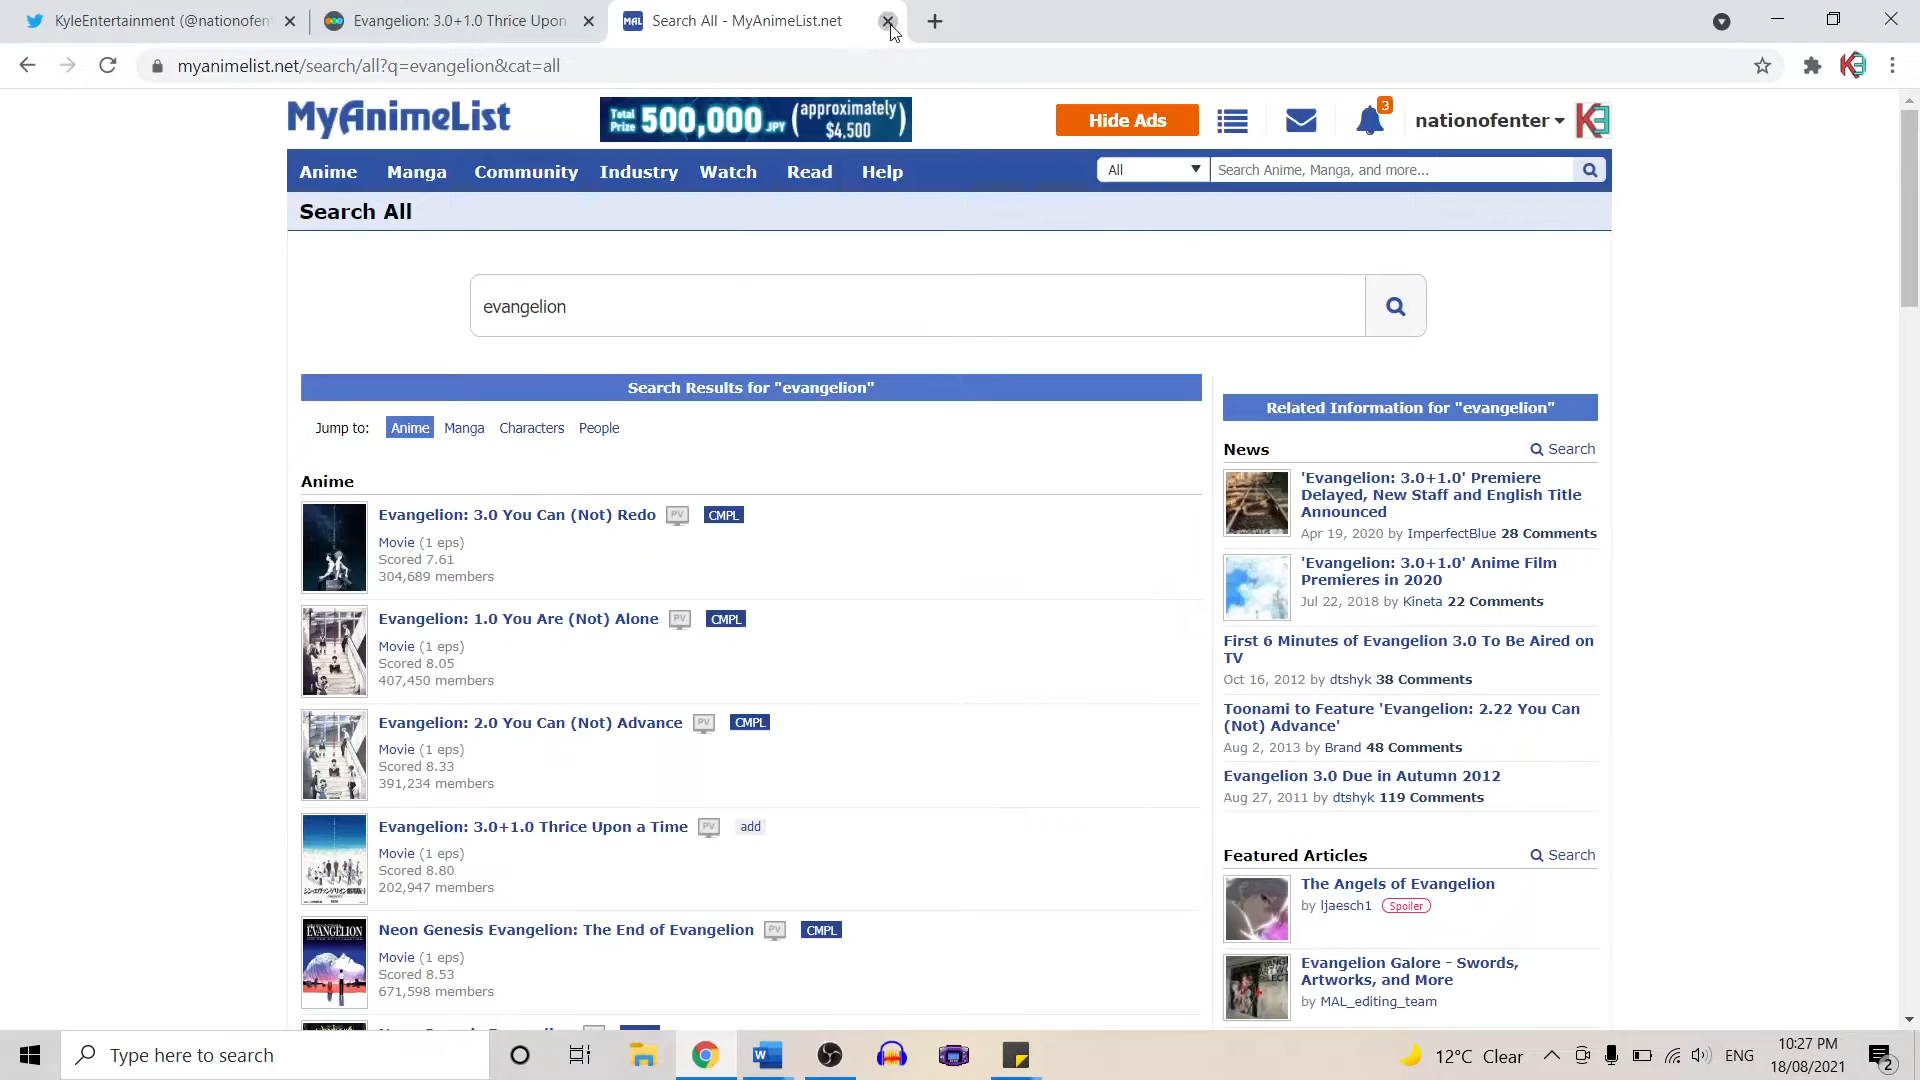 KyleEntertainment (@nationofen
Evangelion: 3.0+1.0 Thrice Upon
MAL
Search All - MyAnimeList.net
myanimelist.net/search/all?q=evangelion&cat=all
MyAnimeList
Total Prize 500,000 JPY (approximately $4,500)
Hide Ads
3
nationofenter
Anime Manga Community Industry Watch Read Help
All
Search Anime, Manga, and more...
Search All
evangelion
Search Results for "evangelion"
Jump to: Anime Manga Characters People
Anime
Evangelion: 3.0 You Can (Not) Redo PV CMPL
Movie (1 eps)
Scored 7.61
304,689 members
Evangelion: 1.0 You Are (Not) Alone PV CMPL
Movie (1 eps)
Scored 8.05
407,450 members
Evangelion: 2.0 You Can (Not) Advance PV CMPL
Movie (1 eps)
Scored 8.33
391,234 members
Evangelion: 3.0+1.0 Thrice Upon a Time PV add
Movie (1 eps)
Scored 8.80
202,947 members
EVANGELION
Neon Genesis Evangelion: The End of Evangelion PV CMPL
Movie (1 eps)
Scored 8.53
671,598 members
Related Information for "evangelion"
News
Search
'Evangelion: 3.0+1.0' Premiere
Delayed, New Staff and English Title
Announced
Apr 19, 2020 by ImperfectBlue 28 Comments
'Evangelion: 3.0+1.0' Anime Film
Premieres in 2020
Jul 22, 2018 by Kineta 22 Comments
First 6 Minutes of Evangelion 3.0 To Be Aired on
TV
Oct 16, 2012 by dtshyk 38 Comments
Toonami to Feature 'Evangelion: 2.22 You Can
(Not) Advance'
Aug 2, 2013 by Brand 48 Comments
Evangelion 3.0 Due in Autumn 2012
Aug 27, 2011 by dtshyk 119 Comments
Featured Articles
Search
The Angels of Evangelion
by ljaesch1 Spoiler
Evangelion Galore - Swords,
Artworks, and More
by MAL_editing_team
Type here to search
12°C Clear
ENG
10:27 PM
18/08/2021
2